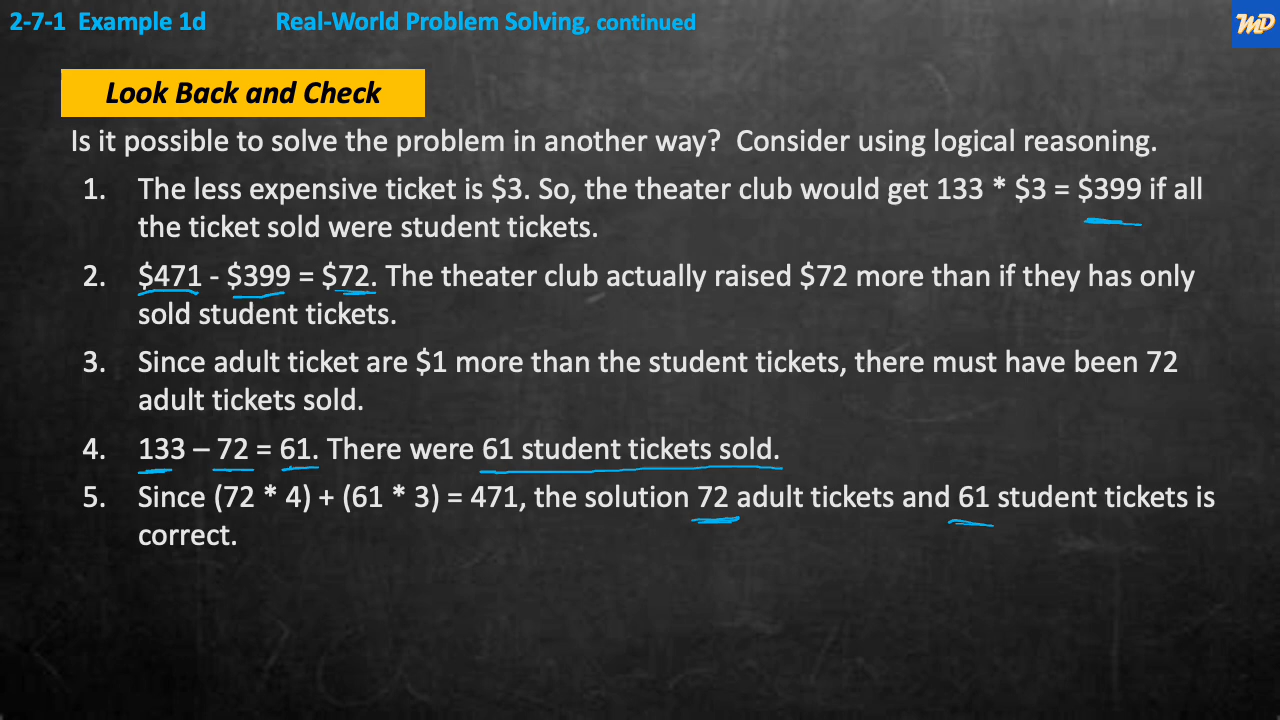 2-7-1 Example 1d Real-World Problem Solving, continued
MD
Look Back and Check
Is it possible to solve the problem in another way? Consider using logical reasoning.
1. The less expensive ticket is $3. So, the theater club would get 133 * $3 = $399 if all
the ticket sold were student tickets.
2. $471 - $399 = $72. The theater club actually raised $72 more than if they has only
sold student tickets.
3. Since adult ticket are $1 more than the student tickets, there must have been 72
adult tickets sold.
4. 133 – 72 = 61. There were 61 student tickets sold.
5. Since (72 * 4) + (61 * 3) = 471, the solution 72 adult tickets and 61 student tickets is
correct.